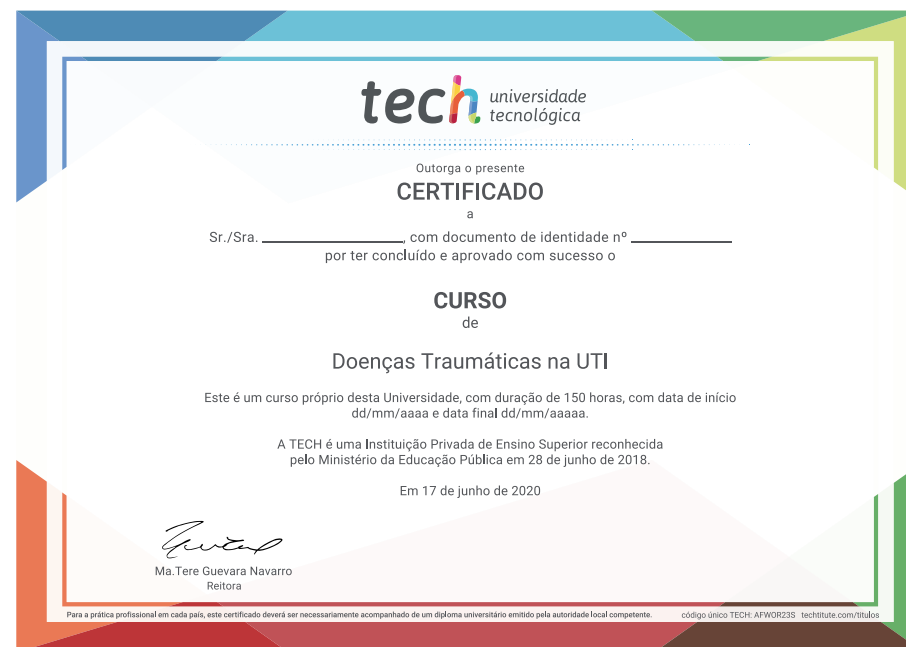 tech universidade
tecnológica
Outorga o presente
CERTIFICADO
a
Sr./Sra. ____________, com documento de identidade nº ____________
por ter concluído e aprovado com sucesso o
CURSO
de
Doenças Traumáticas na UTI
Este é um curso próprio desta Universidade, com duração de 150 horas, com data de início
dd/mm/aaaa e data final dd/mm/aaaaa.
A TECH é uma Instituição Privada de Ensino Superior reconhecida
pelo Ministério da Educação Pública em 28 de junho de 2018.
Em 17 de junho de 2020
Ma.Tere Guevara Navarro
Reitora
Para a prática profissional em cada país, este certificado deverá ser necessariamente acompanhado de um diploma universitário emitido pela autoridade local competente. código único TECH: AFWOR23S techtitute.com/titulos